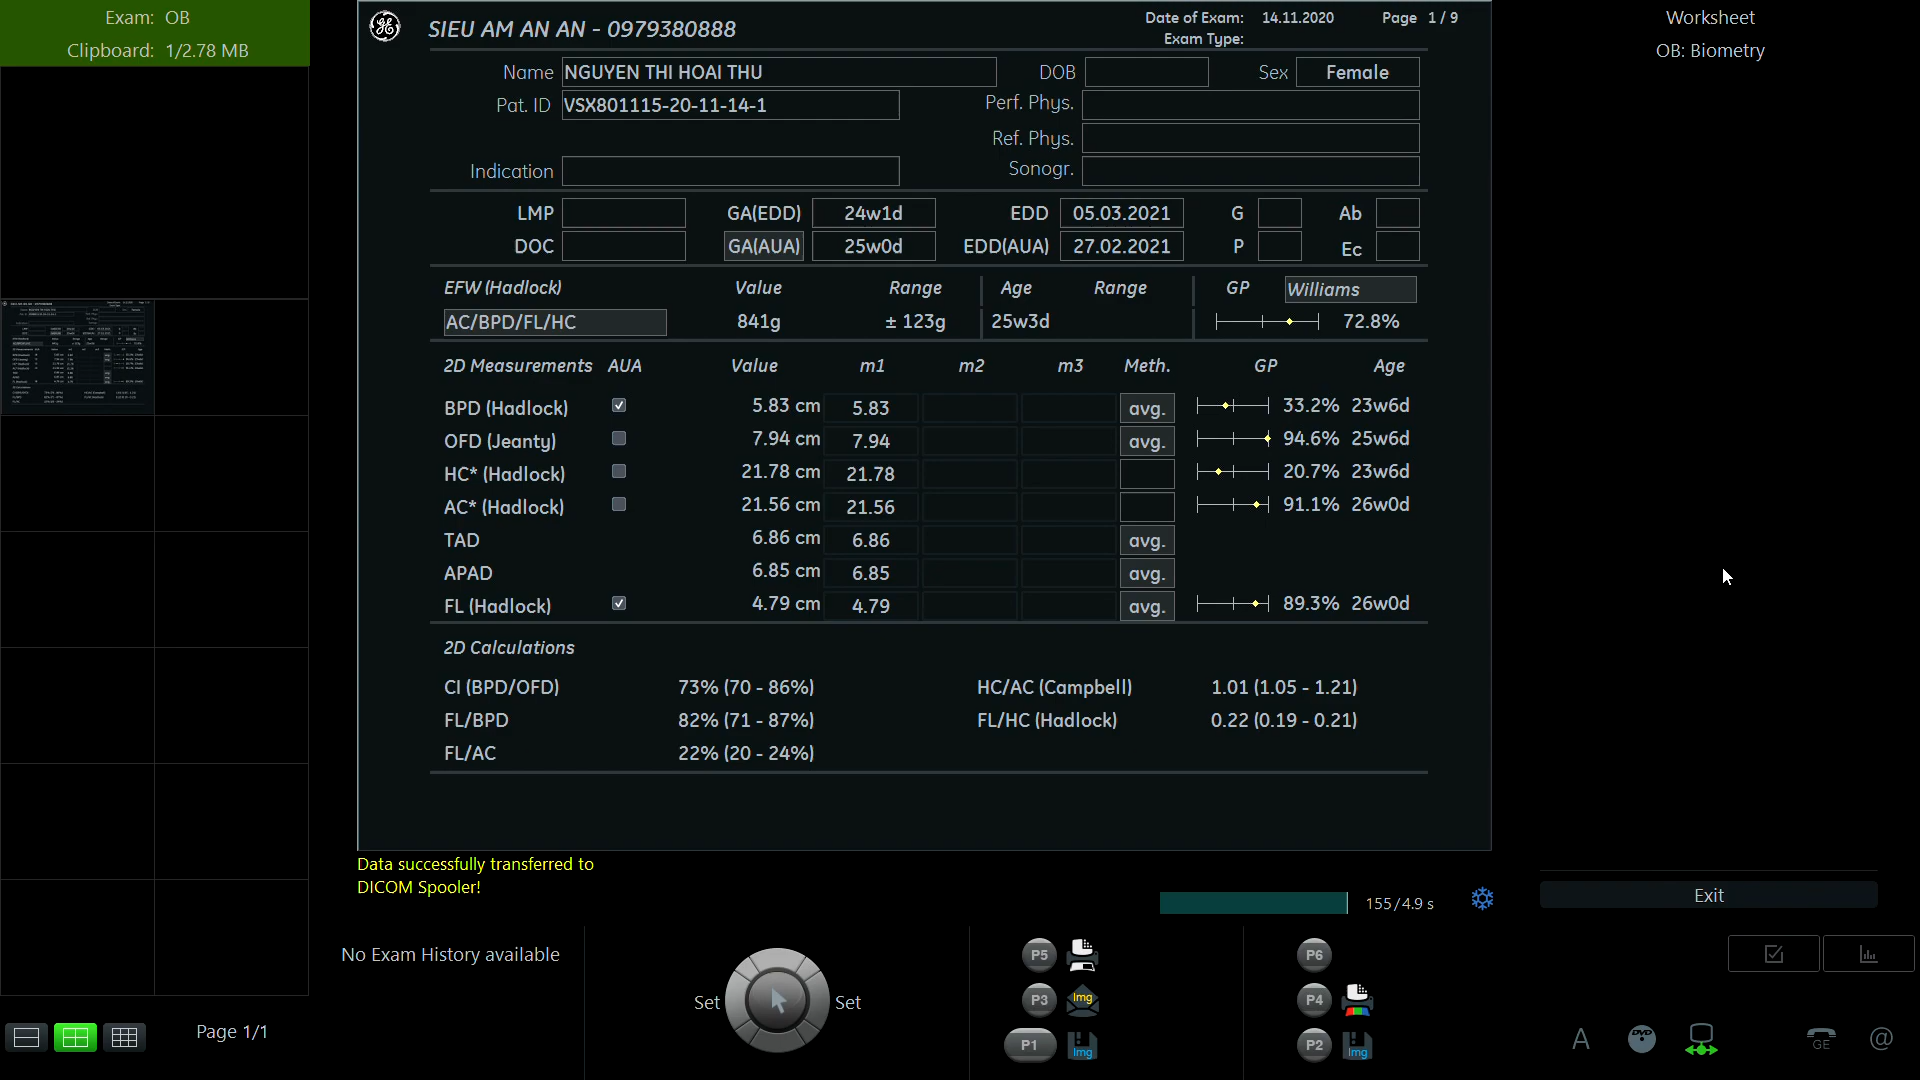 Exam: OB
Clipboard: 1/2.78 MB
SIEU AM AN AN - 0979380888
Date of Exam: 14.11.2020 Page 1 / 9
Exam Type:
Name NGUYEN THI HOAI THU DOB Sex Female
Pat. ID VSX801115-20-11-14-1 Perf. Phys.
Ref. Phys.
Indication Sonogr.
LMP GA(EDD) 24w1d EDD 05.03.2021 G Ab
DOC GA(AUA) 25w0d EDD(AUA) 27.02.2021 P Ec
EFW (Hadlock) Value Range Age Range GP Williams
AC/BPD/FL/HC 841g ± 123g 25w3d 72.8%
2D Measurements AUA Value m1 m2 m3 Meth. GP Age
BPD (Hadlock) 5.83 cm 5.83 avg. 33.2% 23w6d
OFD (Jeanty) 7.94 cm 7.94 avg. 94.6% 25w6d
HC* (Hadlock) 21.78 cm 21.78 20.7% 23w6d
AC* (Hadlock) 21.56 cm 21.56 91.1% 26w0d
TAD 6.86 cm 6.86 avg.
APAD 6.85 cm 6.85 avg.
FL (Hadlock) 4.79 cm 4.79 avg. 89.3% 26w0d
2D Calculations
CI (BPD/OFD) 73% (70 - 86%) HC/AC (Campbell) 1.01 (1.05 - 1.21)
FL/BPD 82% (71 - 87%) FL/HC (Hadlock) 0.22 (0.19 - 0.21)
FL/AC 22% (20 - 24%)
Worksheet
OB: Biometry
Data successfully transferred to
DICOM Spooler!
155/4.9 s
Exit
No Exam History available
Set Set
P5 P6
P3 Img P4
P1 Img P2 Img
Page 1/1
A DVD GE @